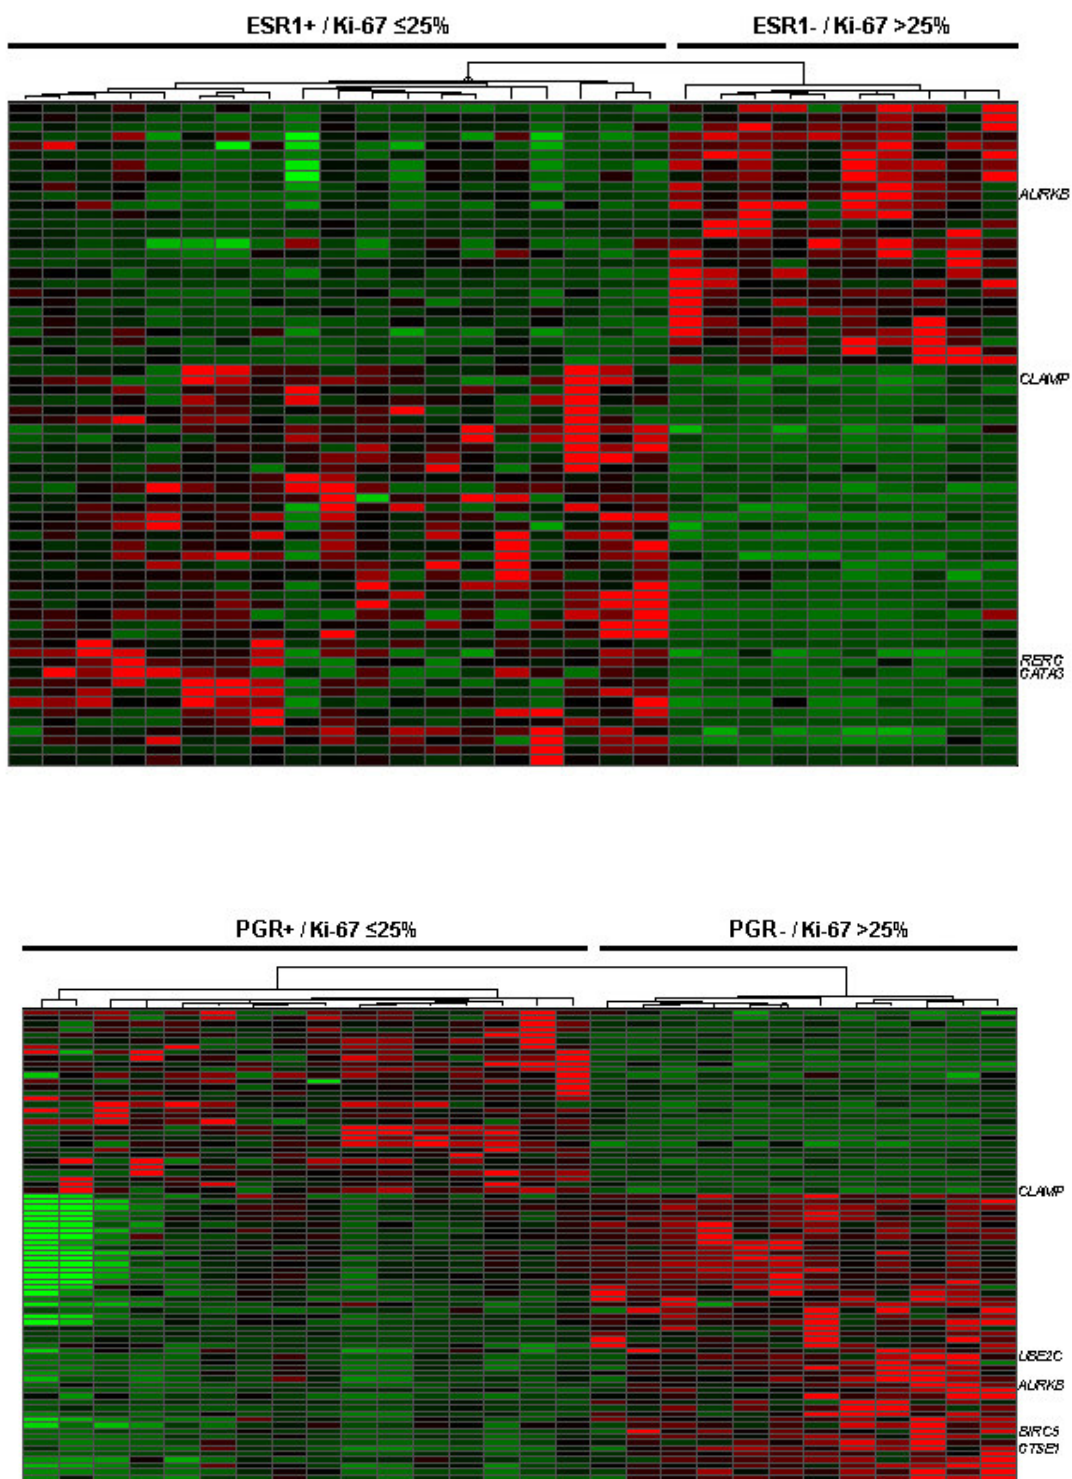 ESR1+ / Ki-67 ≤25% ESR1- / Ki-67 >25%
AURKB
CLAMP
RERG
GATA3
PGR+ / Ki-67 ≤25% PGR- / Ki-67 >25%
CLAMP
UBE2C
AURKB
BIRC5
GTSE1